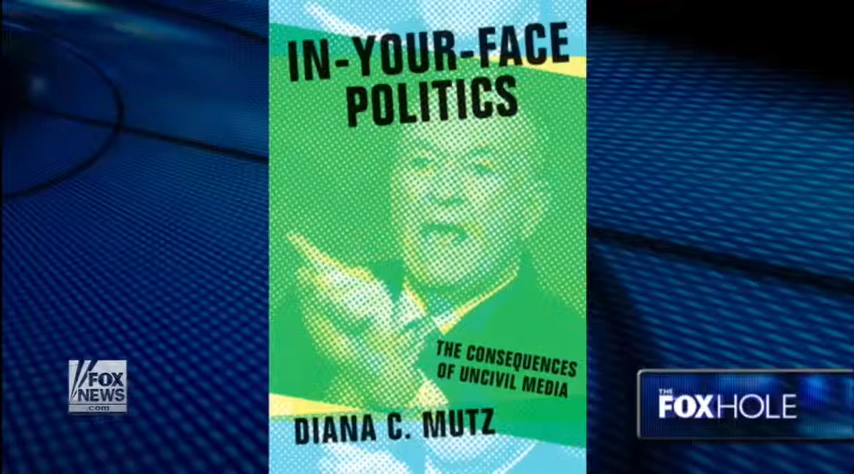 IN-YOUR-FACE
POLITICS
THE CONSEQUENCES
OF UNCIVIL MEDIA
DIANA C. MUTZ
FOX
NEWS
.com
THE
FOXHOLE